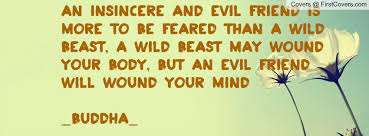 Covers @ FirstCovers.com
AN INSINCERE AND EVIL FRIEND IS
MORE TO BE FEARED THAN A WILD
BEAST, A WILD BEAST MAY WOUND
YOUR BODY, BUT AN EVIL FRIEND
WILL WOUND YOUR MIND
_BUDDHA_